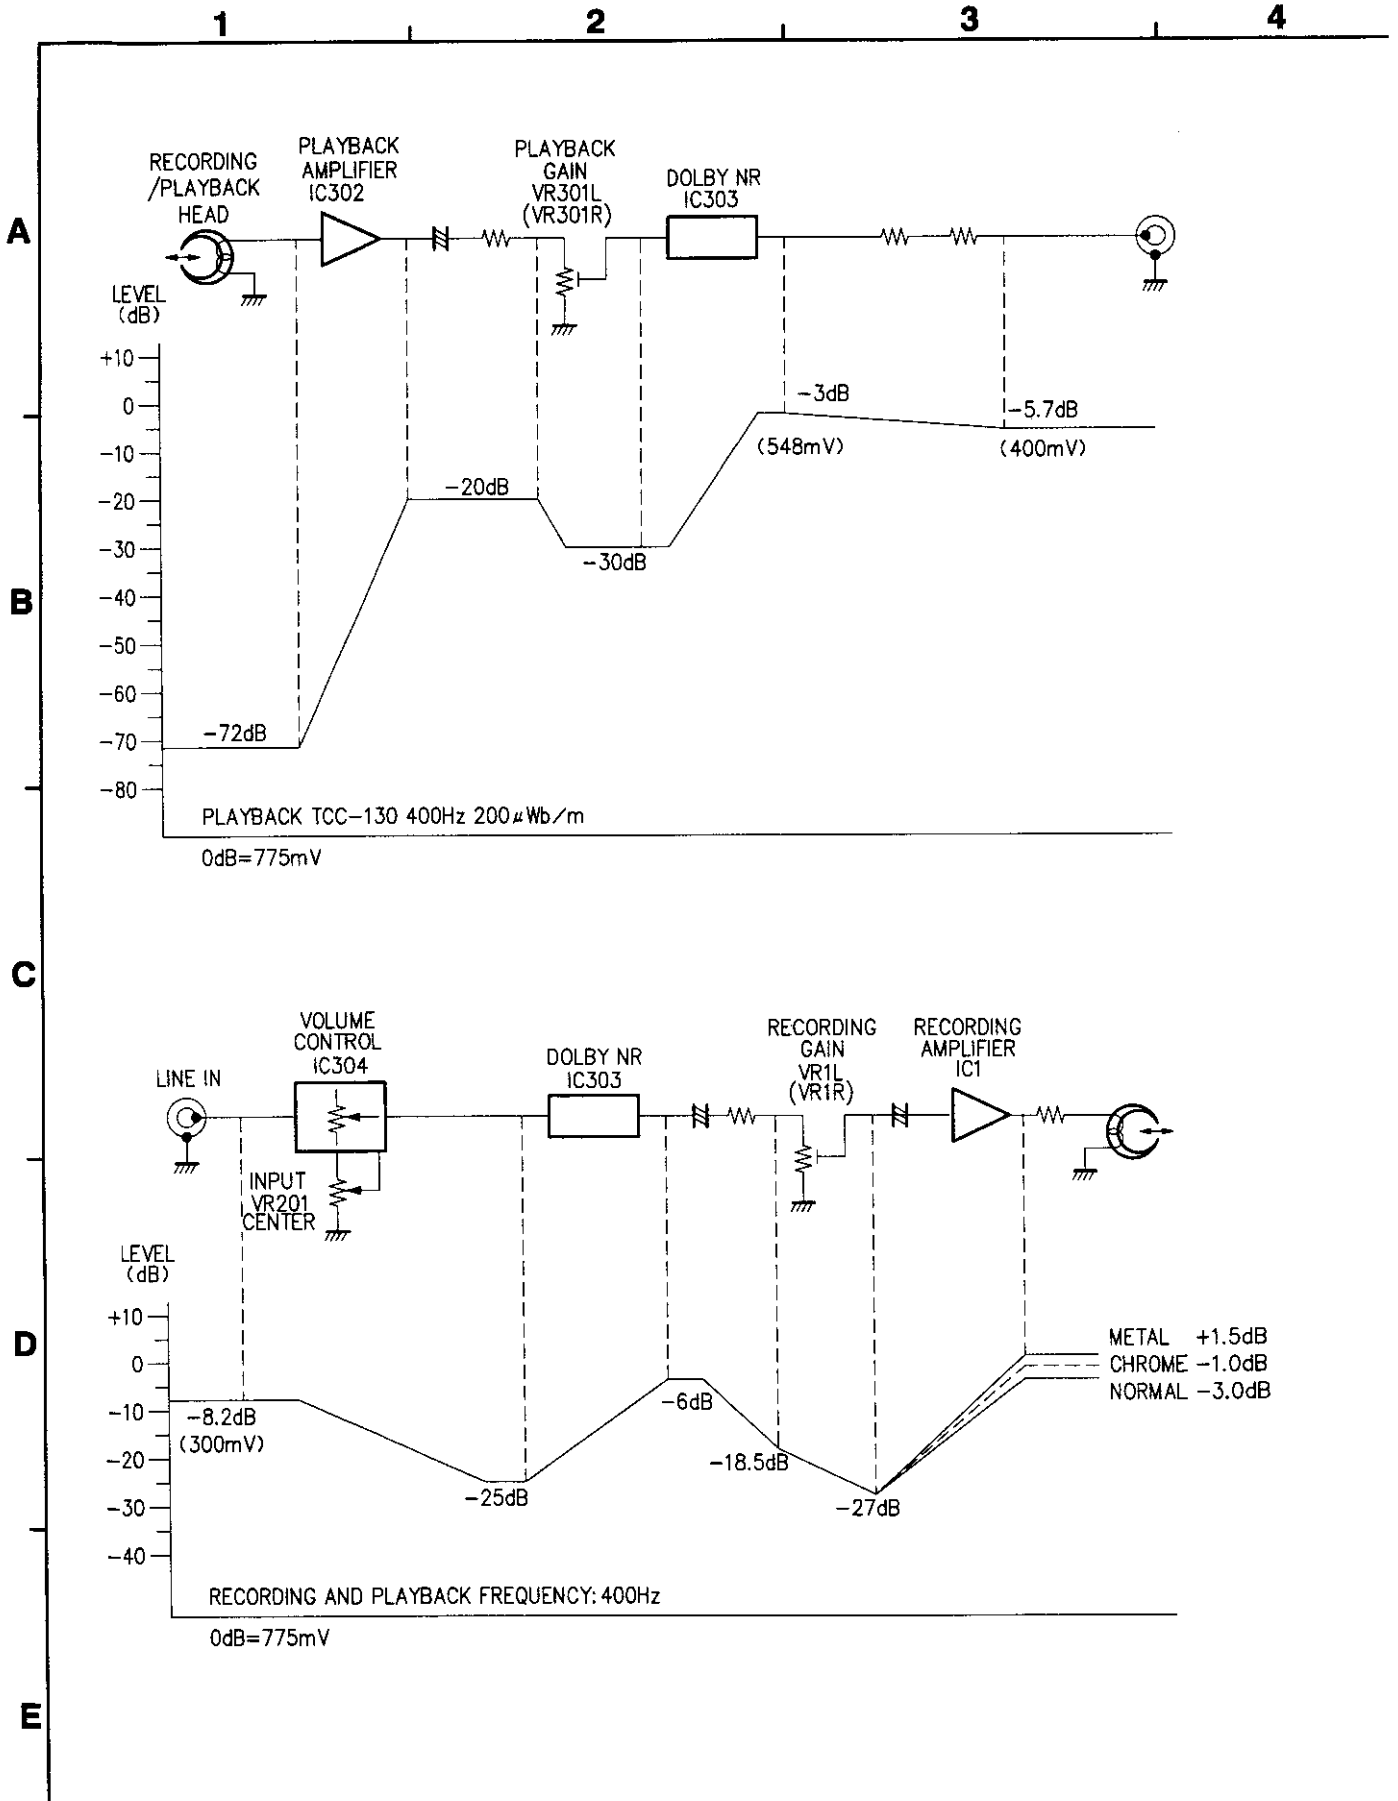 1
2
3
4
A
B
C
D
E
RECORDING
/PLAYBACK
HEAD
PLAYBACK
AMPLIFIER
IC302
PLAYBACK
GAIN
VR301L
(VR301R)
DOLBY NR
IC303
LEVEL
(dB)
+10
0
-10
-20
-30
-40
-50
-60
-70
-80
-72dB
-20dB
-30dB
-3dB
(548mV)
-5.7dB
(400mV)
PLAYBACK TCC-130 400Hz 200μWb/m
0dB=775mV
LINE IN
VOLUME
CONTROL
IC304
INPUT
VR201
CENTER
DOLBY NR
IC303
RECORDING
GAIN
VR1L
(VR1R)
RECORDING
AMPLIFIER
IC1
LEVEL
(dB)
+10
0
-10
-20
-30
-40
-8.2dB
(300mV)
-25dB
-6dB
-18.5dB
-27dB
METAL +1.5dB
CHROME -1.0dB
NORMAL -3.0dB
RECORDING AND PLAYBACK FREQUENCY: 400Hz
0dB=775mV